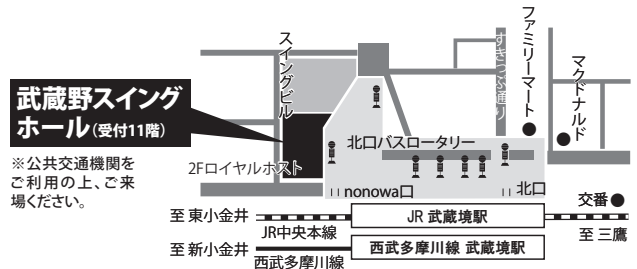 武蔵野スイング
ホール(受付11階)
※公共交通機関を
ご利用の上、ご来
場ください。
スイングビル
2Fロイヤルホスト
すきっぷ通り
ファミリーマート
マクドナルド
北口バスロータリー
nonowa口
北口
交番
至 東小金井
JR中央本線
JR 武蔵境駅
至 三鷹
至 新小金井
西武多摩川線
西武多摩川線 武蔵境駅